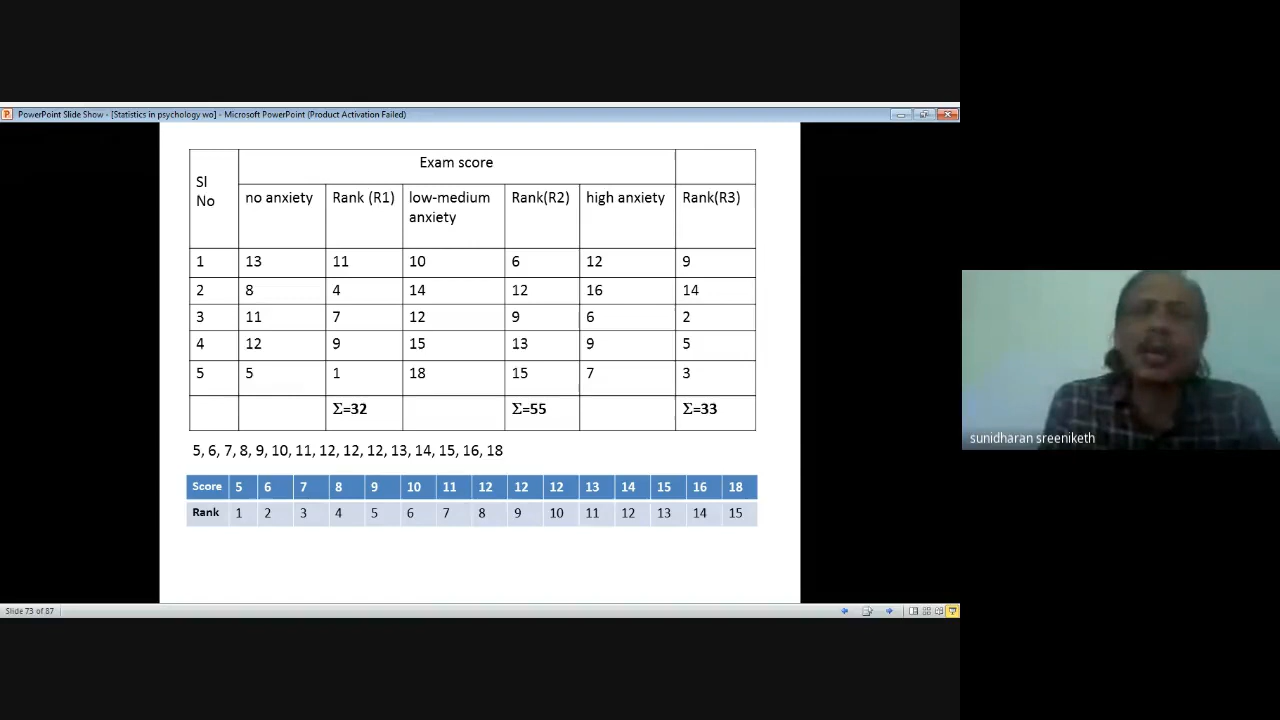 PowerPoint Slide Show - [Statistics in psychology wo] - Microsoft PowerPoint (Product Activation Failed)
Sl No Exam score
no anxiety Rank (R1) low-medium anxiety Rank(R2) high anxiety Rank(R3)
1 13 11 10 6 12 9
2 8 4 14 12 16 14
3 11 7 12 9 6 2
4 12 9 15 13 9 5
5 5 1 18 15 7 3
Σ=32 Σ=55 Σ=33
5, 6, 7, 8, 9, 10, 11, 12, 12, 12, 13, 14, 15, 16, 18
Score 5 6 7 8 9 10 11 12 12 12 13 14 15 16 18
Rank 1 2 3 4 5 6 7 8 9 10 11 12 13 14 15
Slide 73 of 87
sunidharan sreeniketh